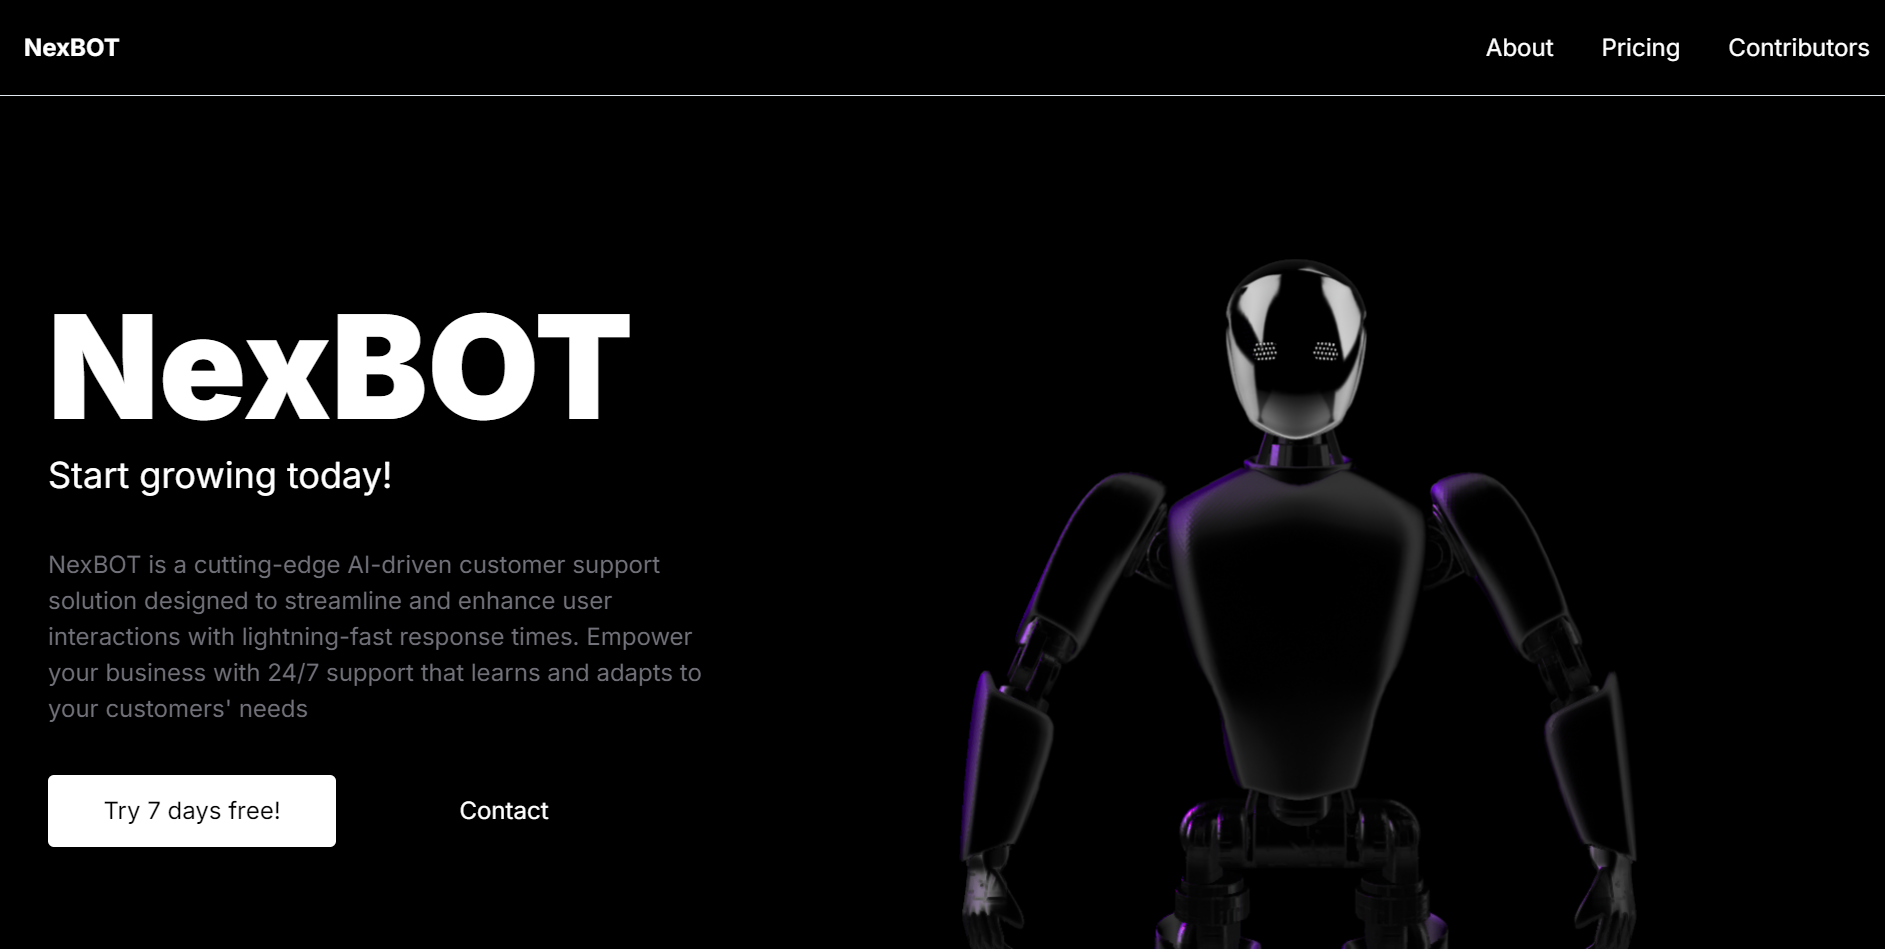 NexBOT
About Pricing Contributors
NexBOT
Start growing today!
NexBOT is a cutting-edge AI-driven customer support
solution designed to streamline and enhance user
interactions with lightning-fast response times. Empower
your business with 24/7 support that learns and adapts to
your customers' needs
Try 7 days free!
Contact